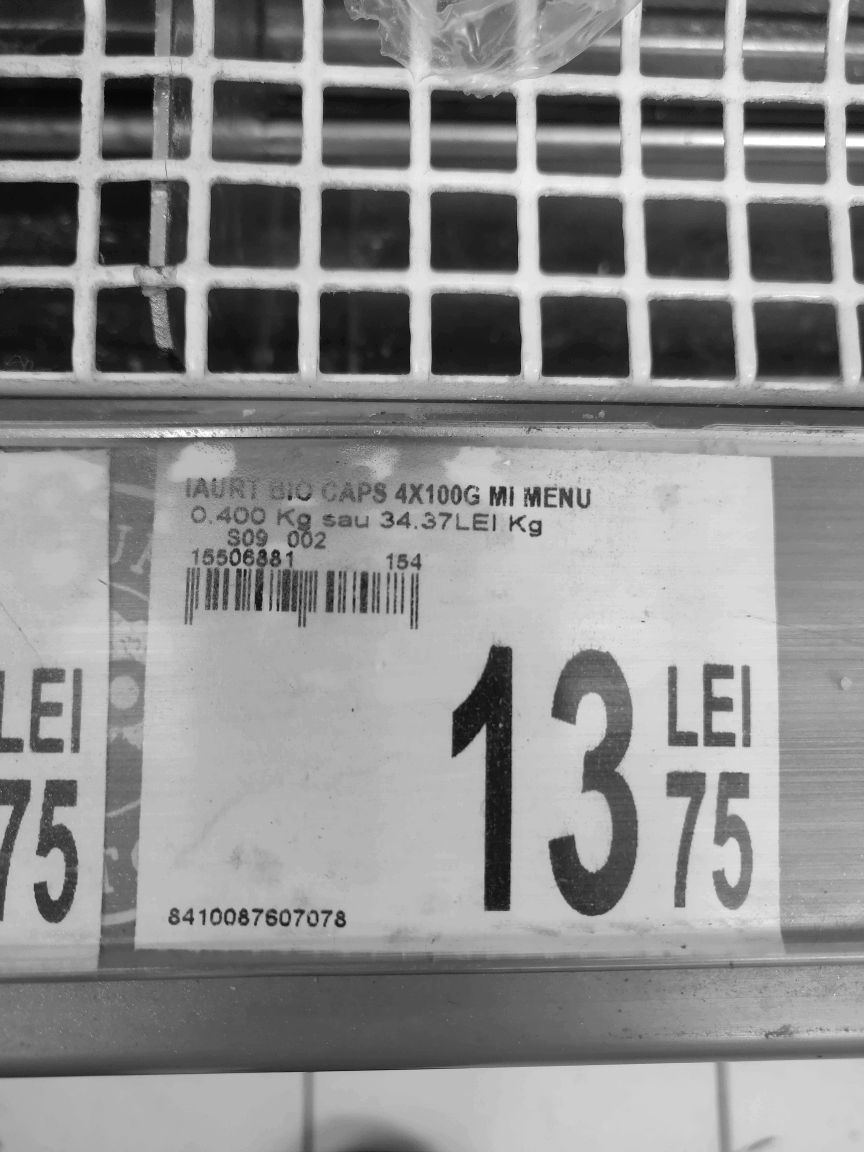 IAURT BIO CAPS 4X100G MI MENU
0.400 Kg sau 34.37LEI Kg
S09 002
15506881 154
13 LEI
75
8410087607078
LEI
75